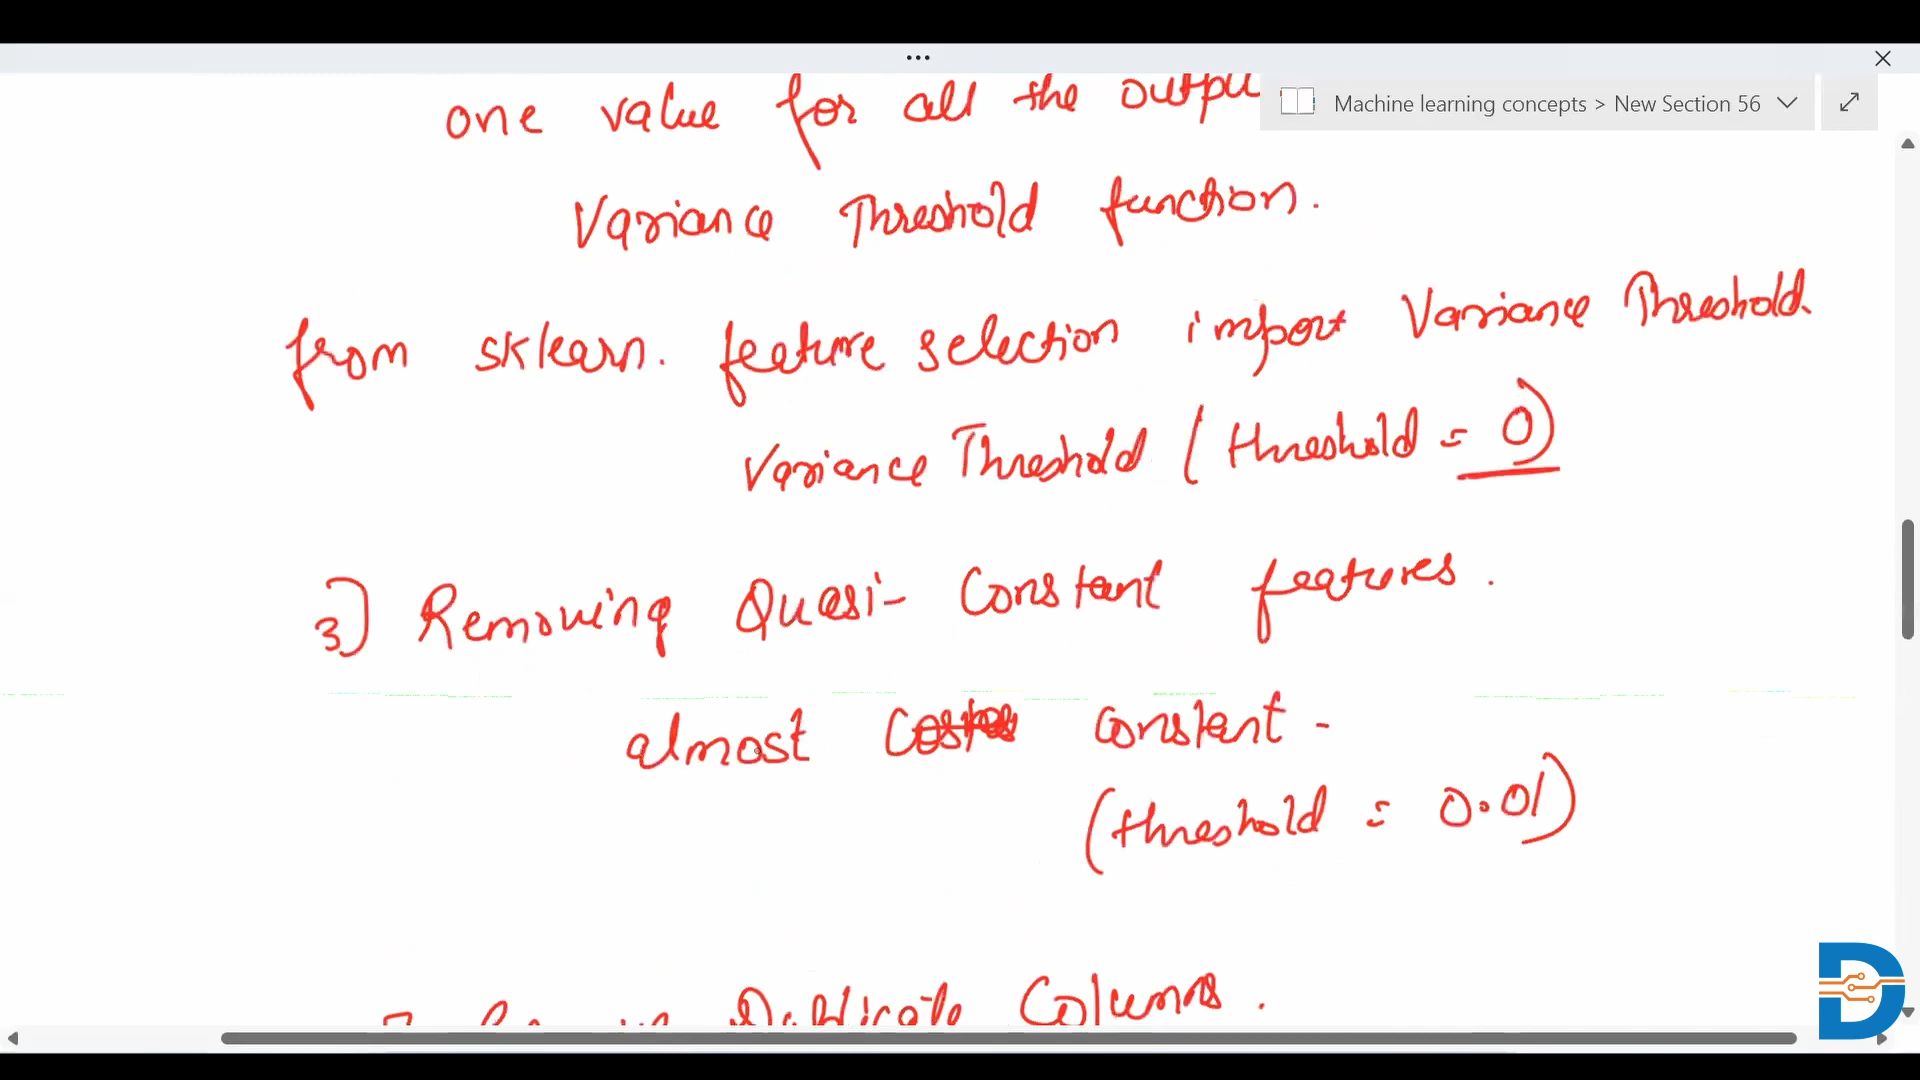 Machine learning concepts > New Section 56
one value for all the outpu
Variance Threshold function.
from sklearn. feature selection import Variance Threshold.
Variance Threshold (threshold = 0)
3) Removing Quasi-Constant features.
almost constant -
(threshold = 0.01)
Duplicate Columns.